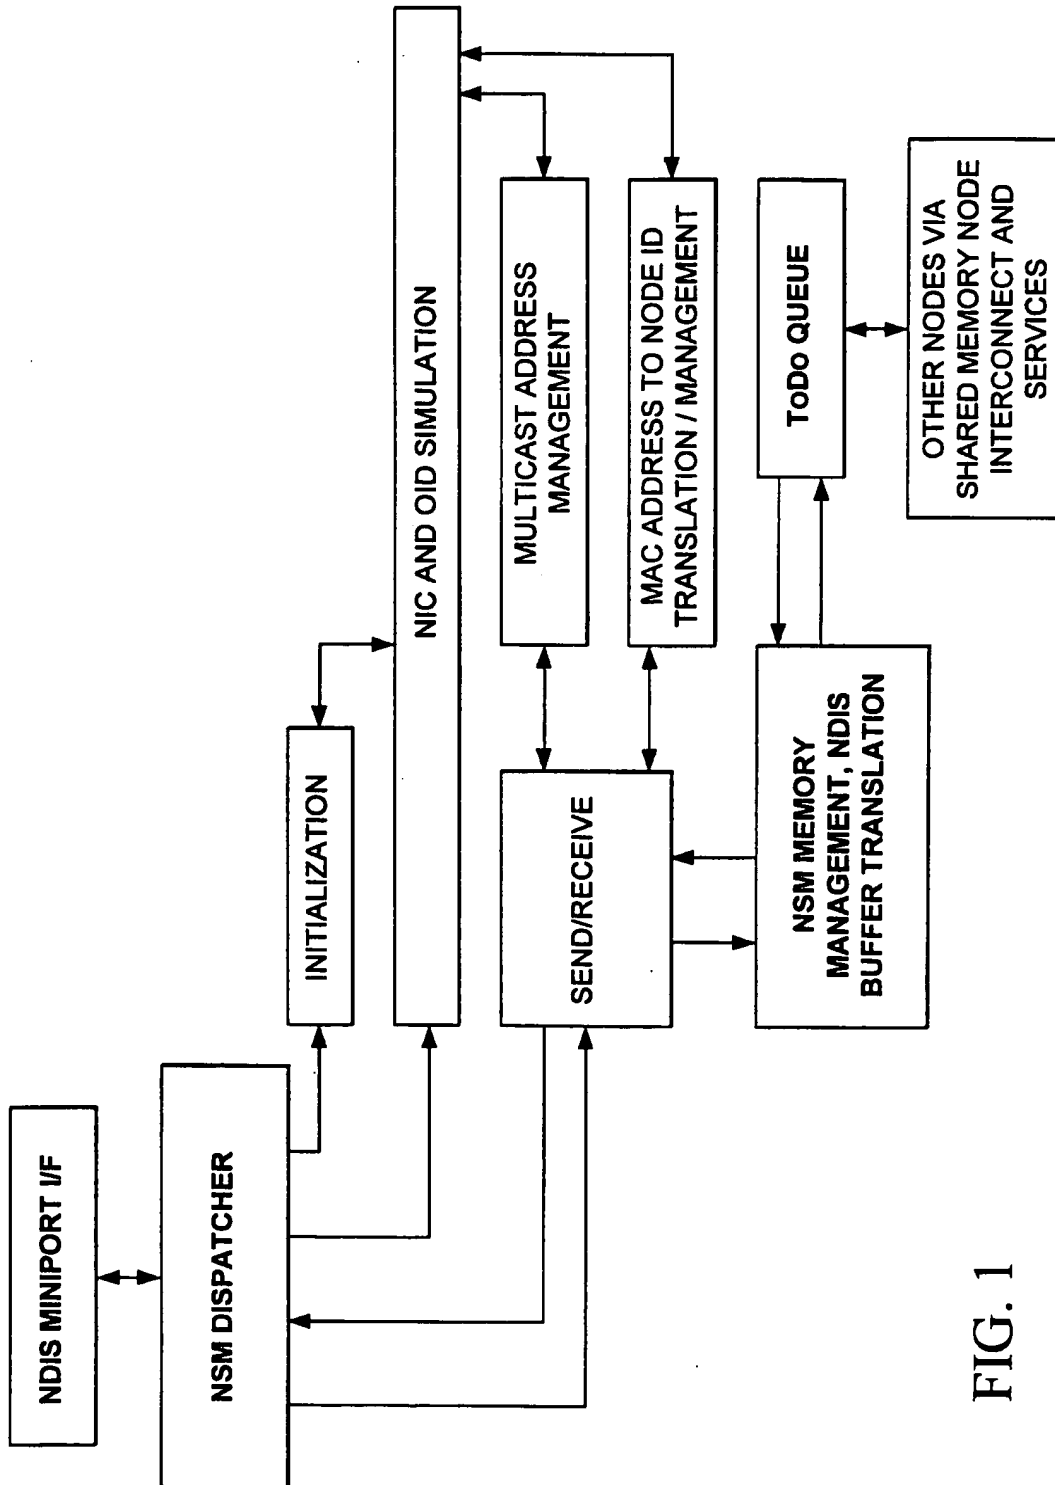 NDIS MINIPORT I/F
NSM DISPATCHER
INITIALIZATION
NIC AND OID SIMULATION
SEND/RECEIVE
MULTICAST ADDRESS
MANAGEMENT
MAC ADDRESS TO NODE ID
TRANSLATION / MANAGEMENT
NSM MEMORY
MANAGEMENT, NDIS
BUFFER TRANSLATION
ToDo QUEUE
OTHER NODES VIA
SHARED MEMORY NODE
INTERCONNECT AND
SERVICES
FIG. 1